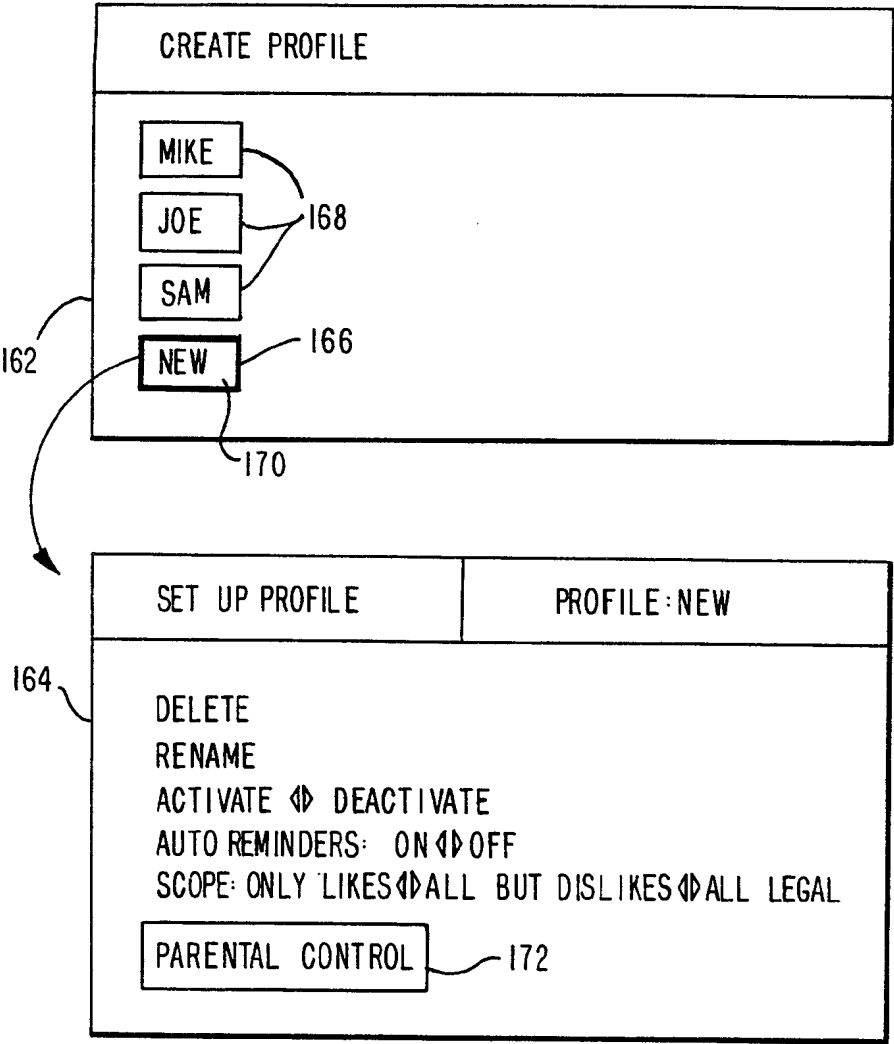 CREATE PROFILE
MIKE
JOE
168
SAM
162
NEW
166
170
SET UP PROFILE PROFILE:NEW
164
DELETE
RENAME
ACTIVATE ◁▷ DEACTIVATE
AUTO REMINDERS: ON◁▷OFF
SCOPE: ONLY LIKES◁▷ALL BUT DISLIKES◁▷ALL LEGAL
PARENTAL CONTROL
172